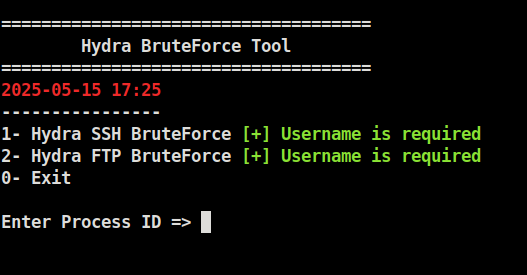 =====================================
Hydra BruteForce Tool
=====================================
2025-05-15 17:25
----------------
1- Hydra SSH BruteForce [+] Username is required
2- Hydra FTP BruteForce [+] Username is required
0- Exit
Enter Process ID =>